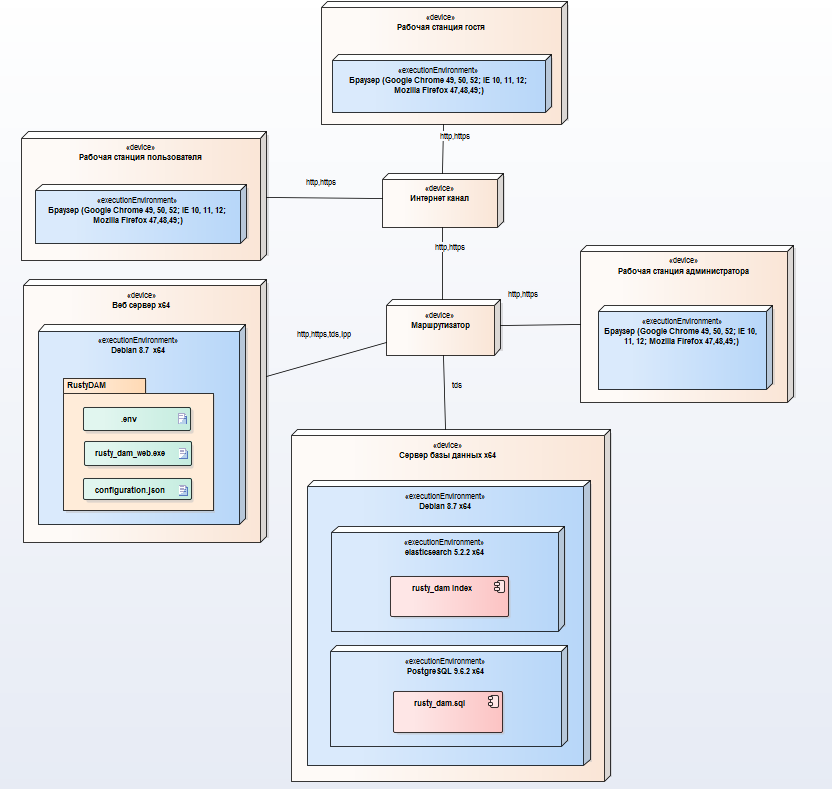 «device»
Рабочая станция гостя
«executionEnvironment»
Браузер (Google Chrome 49, 50, 52; IE 10, 11, 12;
Mozilla Firefox 47,48,49;)
http,https
«device»
Рабочая станция пользователя
«executionEnvironment»
Браузер (Google Chrome 49, 50, 52; IE 10, 11, 12;
Mozilla Firefox 47,48,49;)
http,https
«device»
Интернет канал
http,https
«device»
Рабочая станция администратора
«executionEnvironment»
Браузер (Google Chrome 49, 50, 52; IE 10,
11, 12; Mozilla Firefox 47,48,49;)
http,https
«device»
Маршрутизатор
http,https,tds,ipp
tds
«device»
Веб сервер x64
«executionEnvironment»
Debian 8.7 x64
RustyDAM
.env
rusty_dam_web.exe
configuration.json
«device»
Сервер базы данных x64
«executionEnvironment»
Debian 8.7 x64
«executionEnvironment»
elasticsearch 5.2.2 x64
rusty_dam index
«executionEnvironment»
PostgreSQL 9.6.2 x64
rusty_dam.sql